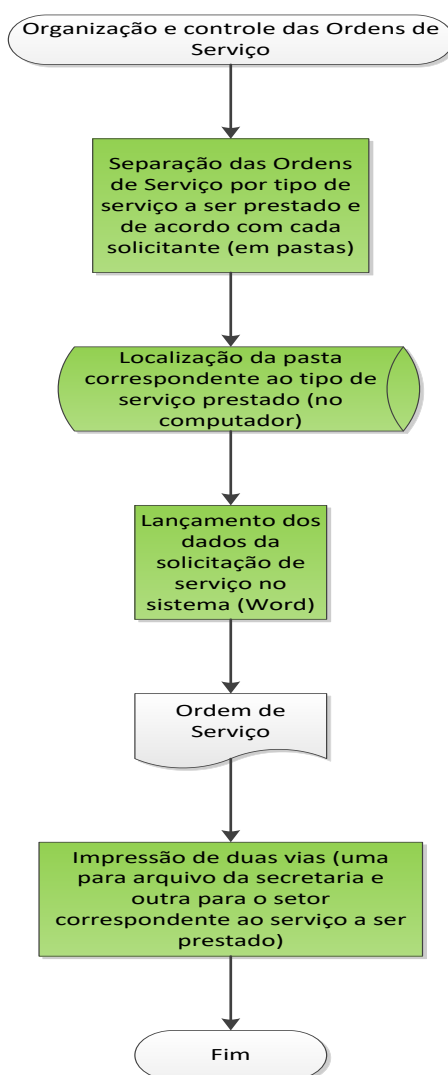 Organização e controle das Ordens de
Serviço
Separação das Ordens
de Serviço por tipo de
serviço a ser prestado e
de acordo com cada
solicitante (em pastas)
Localização da pasta
correspondente ao tipo de
serviço prestado (no
computador)
Lançamento dos
dados da
solicitação de
serviço no
sistema (Word)
Ordem de
Serviço
Impressão de duas vias (uma
para arquivo da secretaria e
outra para o setor
correspondente ao serviço a ser
prestado)
Fim